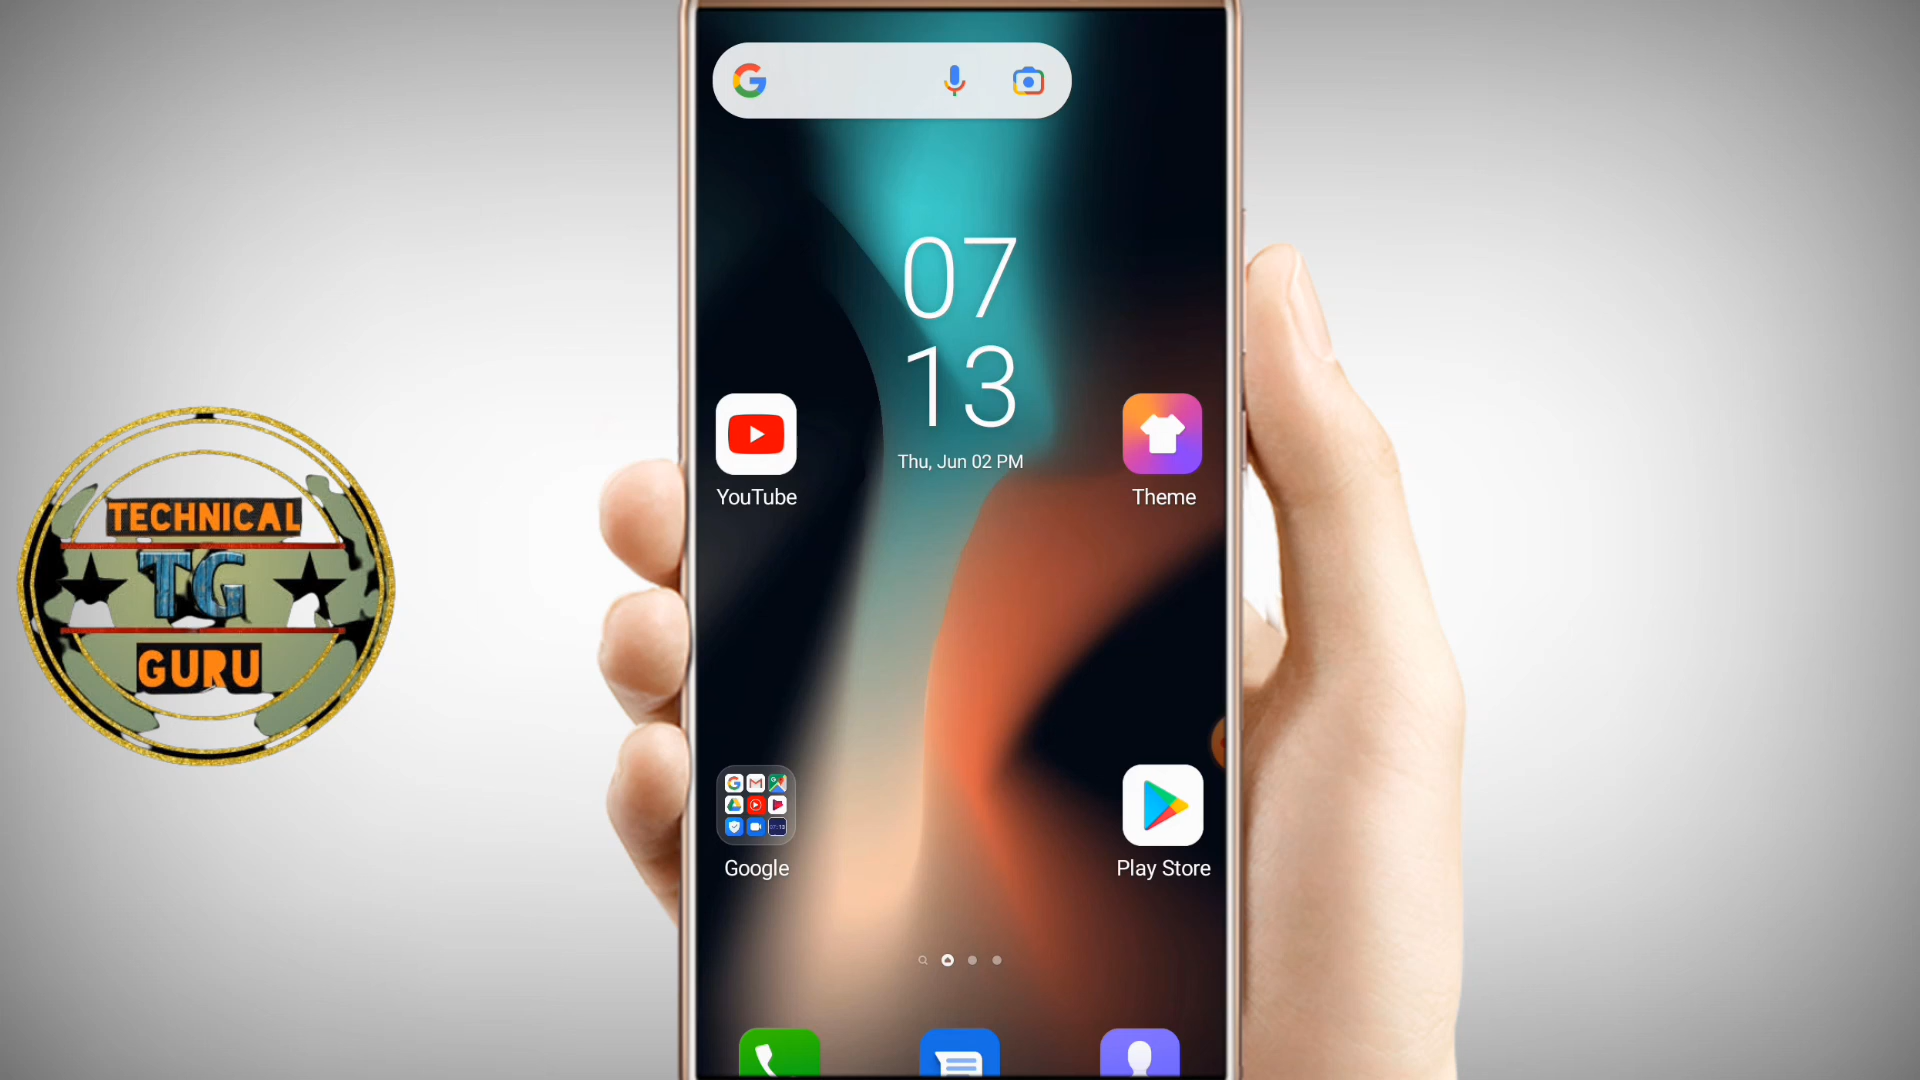 TECHNICAL
TG
GURU
07
13
Thu, Jun 02 PM
YouTube
Theme
Google
Play Store